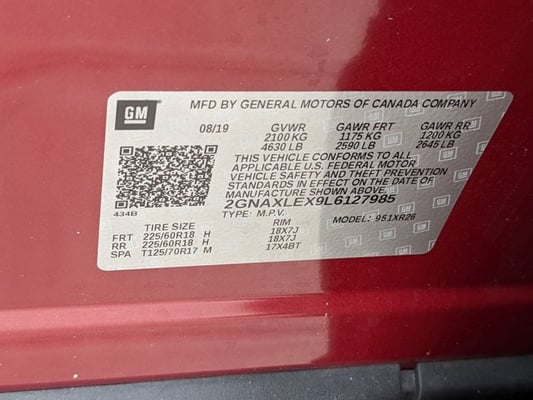 GM
MFD BY GENERAL MOTORS OF CANADA COMPANY
08/19 GVWR GAWR FRT GAWR RR
2100 KG 1175 KG 1200 KG
4630 LB 2590 LB 2645 LB
THIS VEHICLE CONFORMS TO ALL
APPLICABLE U.S. FEDERAL MOTOR
VEHICLE SAFETY AND THEFT PREVENTION
STANDARDS IN EFFECT ON THE DATE OF
MANUFACTURE SHOWN ABOVE.
2GNAXLEX9L6127985
434B TYPE: M.P.V. MODEL: 951XR26
TIRE SIZE RIM
FRT 225/60R18 H 18X7J
RR 225/60R18 H 18X7J
SPA T125/70R17 M 17X4BT